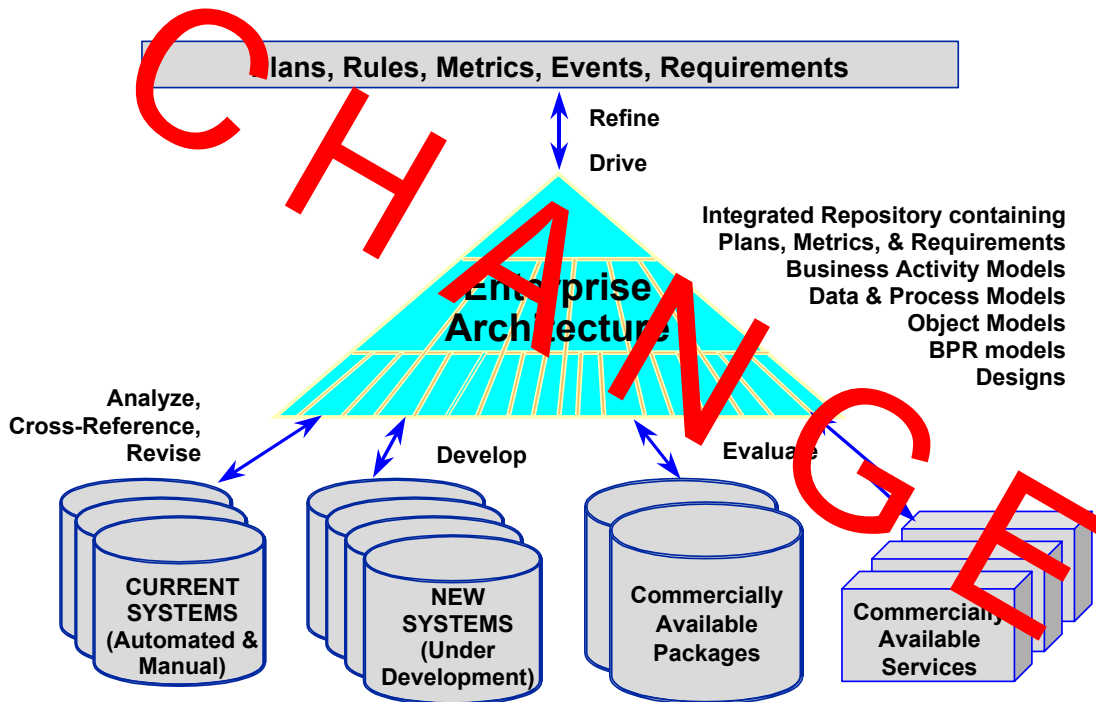 Plans, Rules, Metrics, Events, Requirements
Refine
Drive
CHANGE
Integrated Repository containing
Plans, Metrics, & Requirements
Business Activity Models
Data & Process Models
Object Models
BPR models
Designs
Enterprise
Architecture
Analyze,
Cross-Reference,
Revise
Develop
Evaluate
CURRENT
SYSTEMS
(Automated &
Manual)
NEW
SYSTEMS
(Under
Development)
Commercially
Available
Packages
Commercially
Available
Services